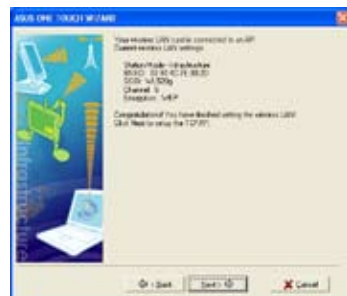 ASUS ONE TOUCH WIZARD
Your wireless LAN card is connected to an AP.
Current wireless LAN settings:
Station Mode: Infrastructure
BSSID:
SSID:
Channel:
Encryption: WEP
Congratulations! You have finished setting the wireless LAN!
Click Next to setup the TCP/IP.
infrastructure
< Back
Next >
Cancel